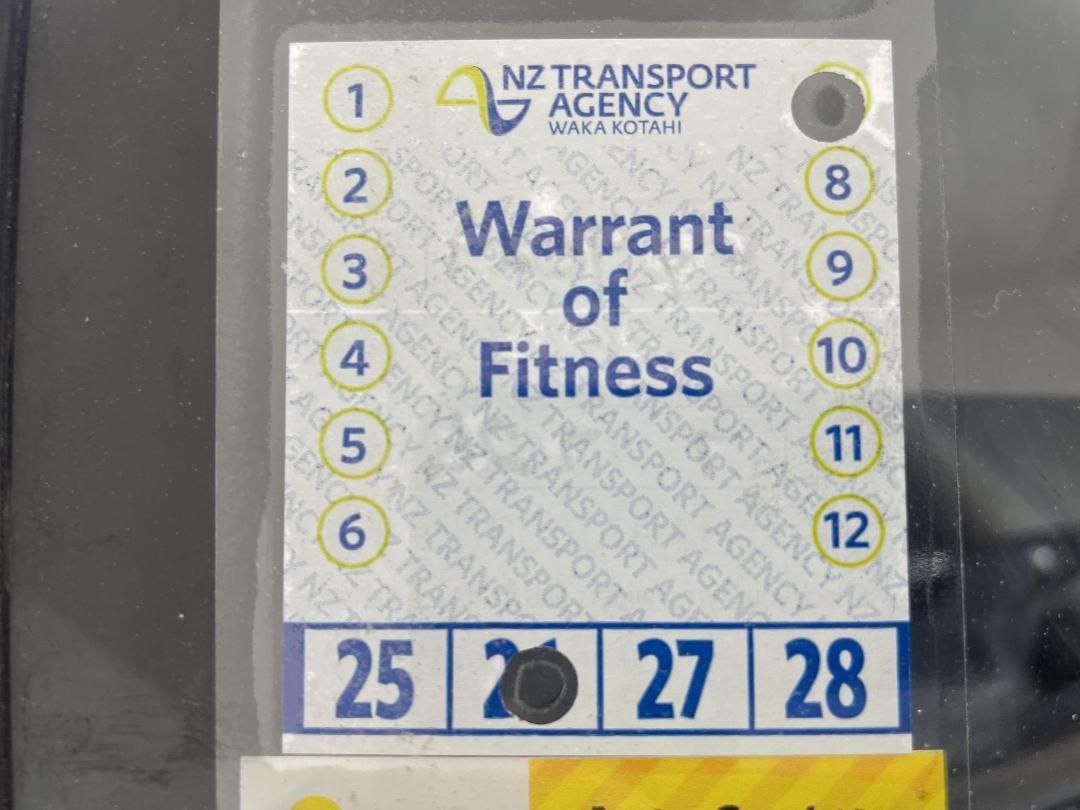 1
NZ TRANSPORT
AGENCY
WAKA KOTAHI
2
8
Warrant
3
9
of
4
10
Fitness
5
11
6
12
25
27
28